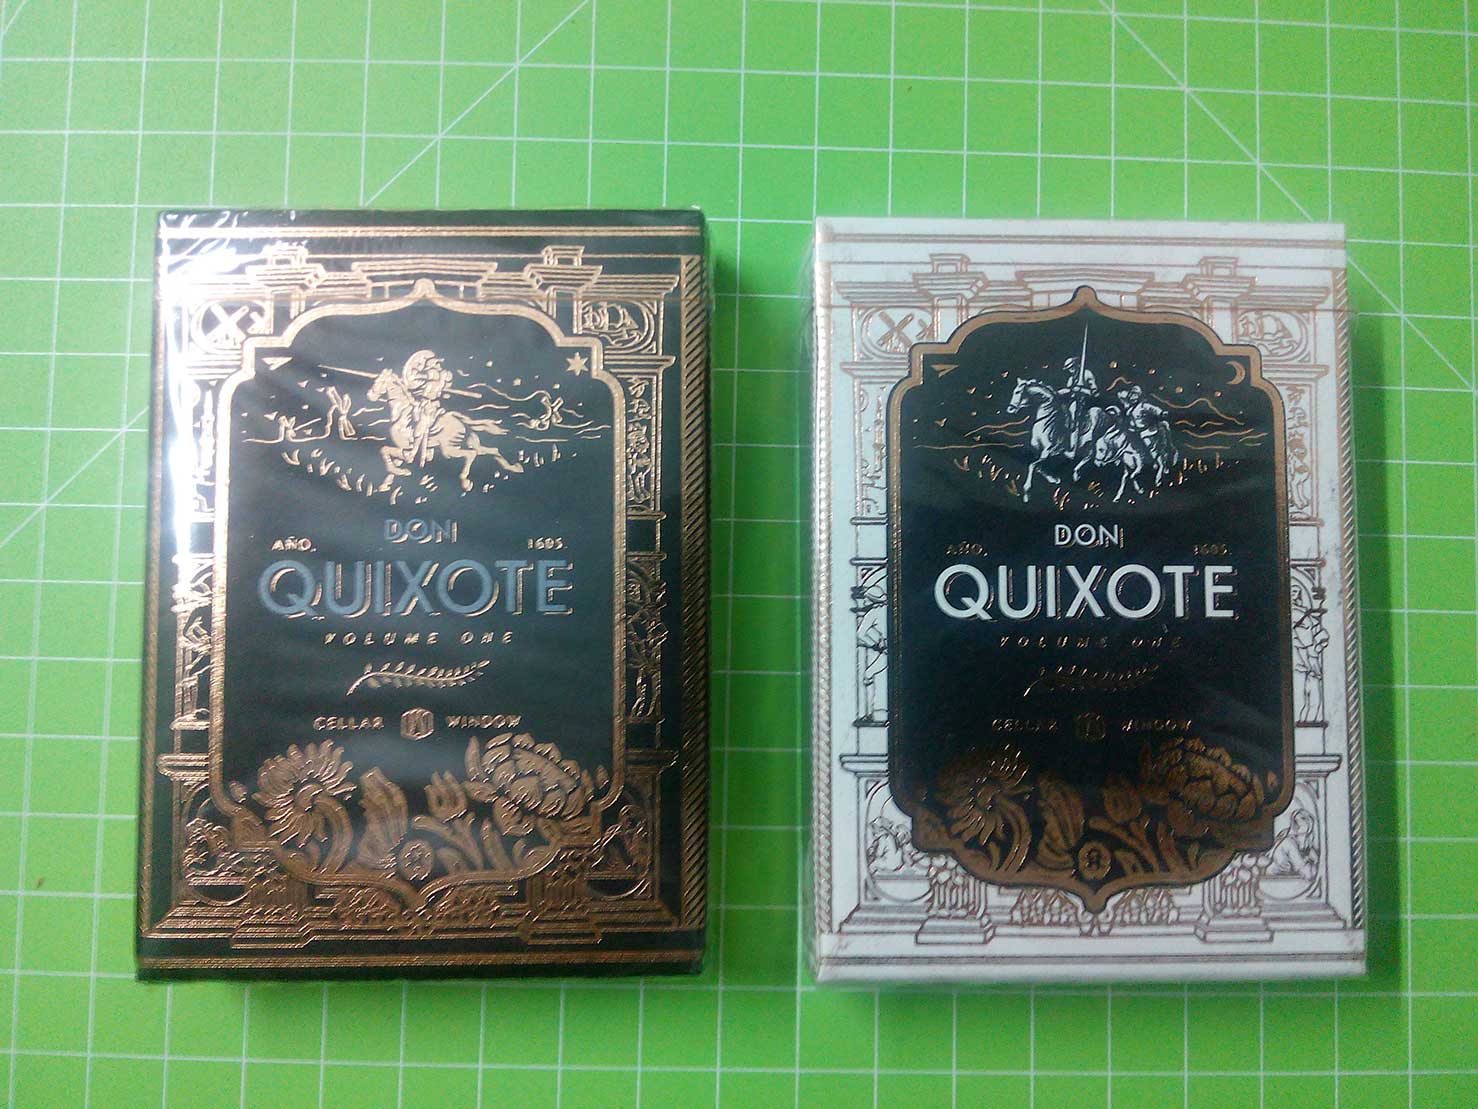 DON
AÑO. 1605.
QUIXOTE
VOLUME ONE
CELLAR W WINDOW
DON
AÑO. 1605.
QUIXOTE
VOLUME ONE
CELLAR W WINDOW